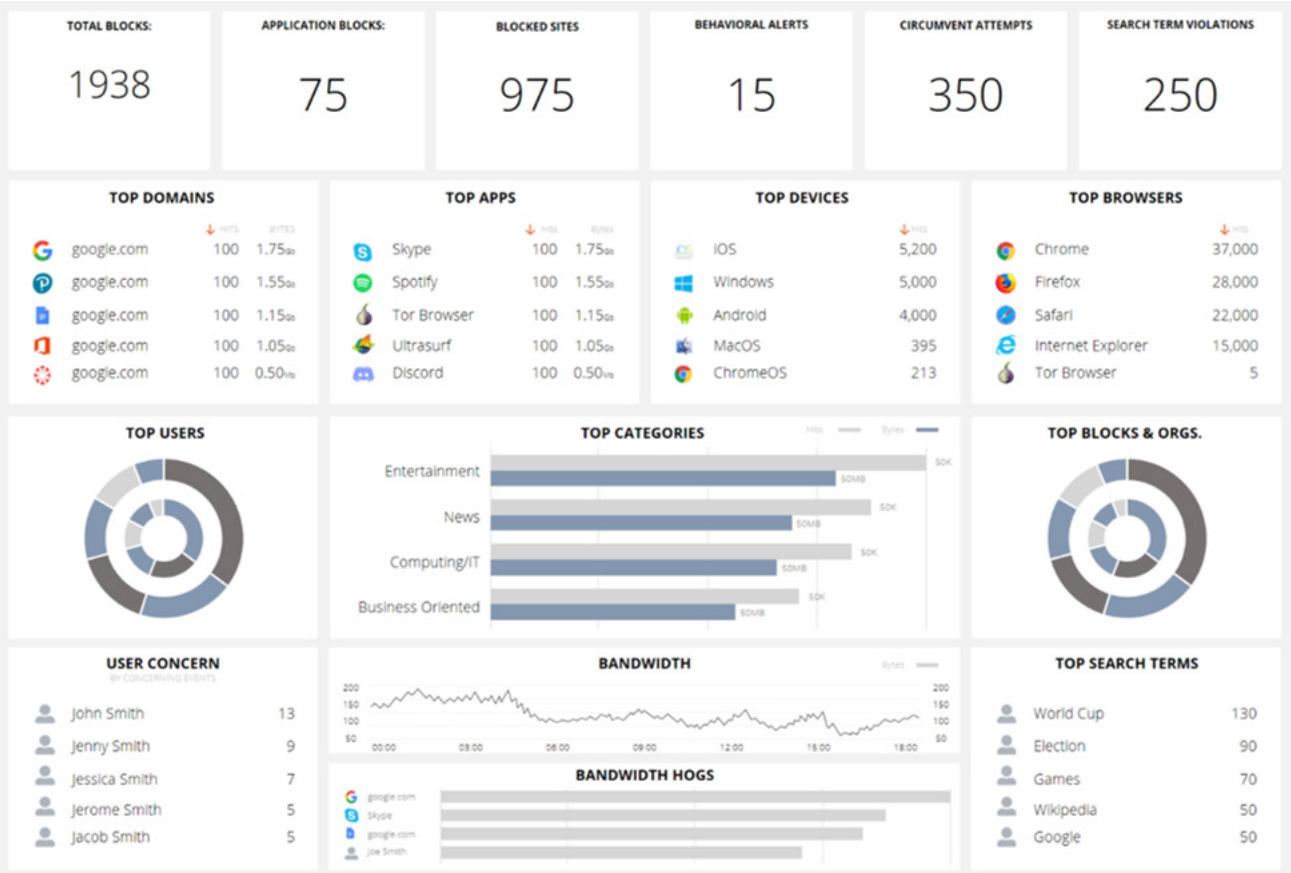 TOTAL BLOCKS:
1938
APPLICATION BLOCKS:
75
BLOCKED SITES
975
BEHAVIORAL ALERTS
15
CIRCUMVENT ATTEMPTS
350
SEARCH TERM VIOLATIONS
250
TOP DOMAINS
HITS BYTES
google.com 100 1.75
google.com 100 1.55
google.com 100 1.15
google.com 100 1.05
google.com 100 0.50
TOP APPS
Hits Bytes
Skype 100 1.75
Spotify 100 1.55
Tor Browser 100 1.15
Ultrasurf 100 1.05
Discord 100 0.50
TOP DEVICES
Hits
iOS 5,200
Windows 5,000
Android 4,000
MacOS 395
ChromeOS 213
TOP BROWSERS
Hits
Chrome 37,000
Firefox 28,000
Safari 22,000
Internet Explorer 15,000
Tor Browser 5
TOP USERS
TOP CATEGORIES
Hits Bytes
Entertainment 50K
50MB
News 50K
50MB
Computing/IT 50K
50MB
Business Oriented 50K
50MB
TOP BLOCKS & ORGS.
USER CONCERN
BY CONCERNING EVENTS
John Smith 13
Jenny Smith 9
Jessica Smith 7
Jerome Smith 5
Jacob Smith 5
BANDWIDTH
Bytes
200 200
150 150
100 100
50 50
00:00 03:00 06:00 09:00 12:00 15:00 18:00
BANDWIDTH HOGS
google.com
Skype
google.com
Joe Smith
TOP SEARCH TERMS
World Cup 130
Election 90
Games 70
Wikipedia 50
Google 50